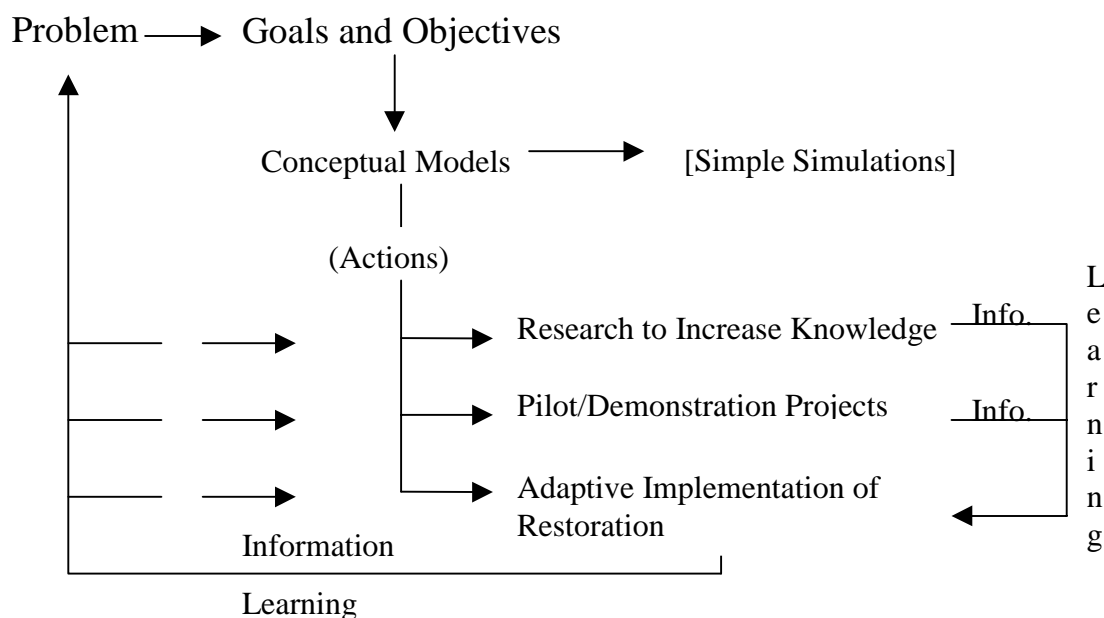 Problem
Goals and Objectives
Conceptual Models
[Simple Simulations]
(Actions)
Research to Increase Knowledge
Info.
Pilot/Demonstration Projects
Info.
Adaptive Implementation of
Restoration
Learning
Information
Learning